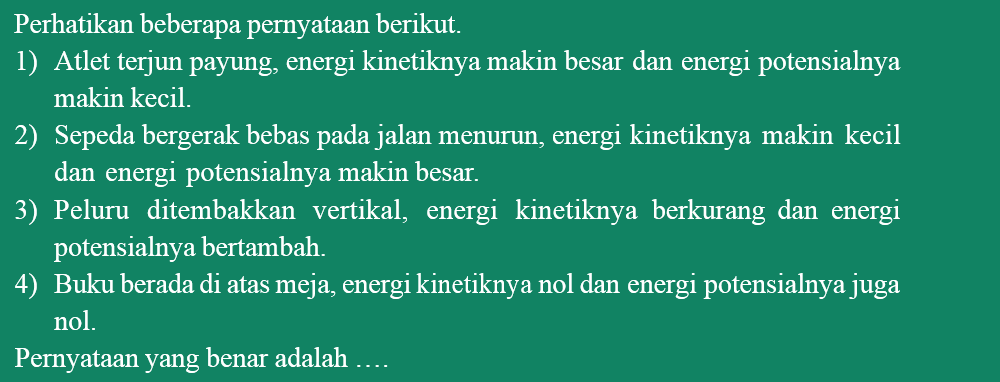 Perhatikan beberapa pernyataan berikut.
1) Atlet terjun payung, energi kinetiknya makin besar dan energi potensialnya
makin kecil.
2) Sepeda bergerak bebas pada jalan menurun, energi kinetiknya makin kecil
dan energi potensialnya makin besar.
3) Peluru ditembakkan vertikal, energi kinetiknya berkurang dan energi
potensialnya bertambah.
4) Buku berada di atas meja, energi kinetiknya nol dan energi potensialnya juga
nol.
Pernyataan yang benar adalah ….